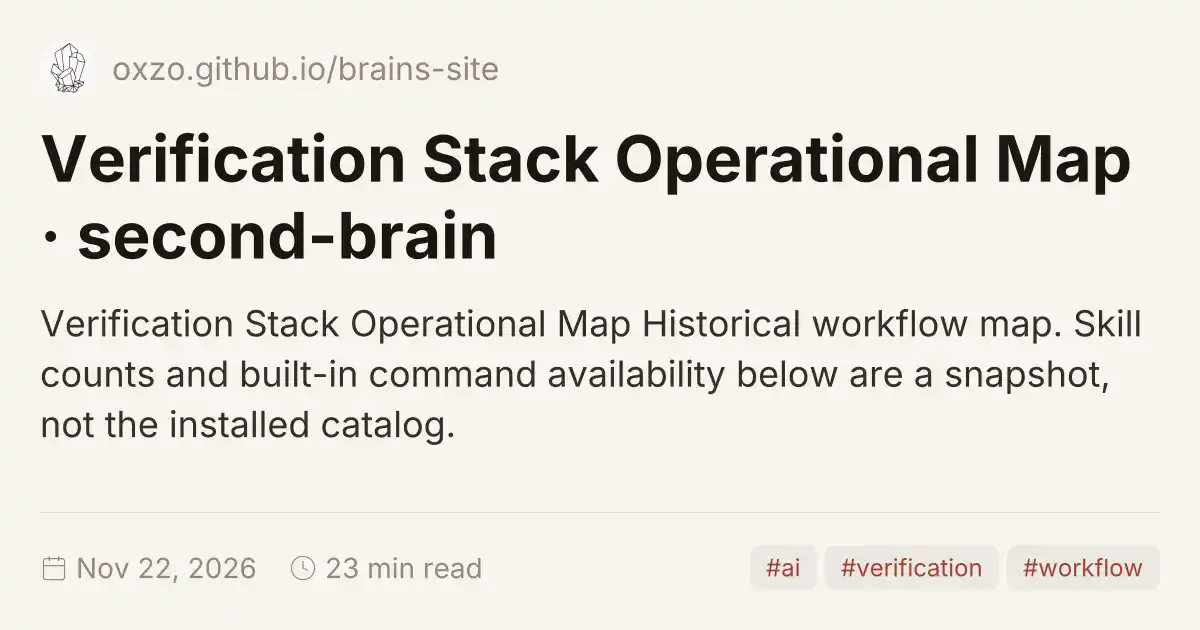 oxzo.github.io/brains-site
Verification Stack Operational Map
· second-brain
Verification Stack Operational Map Historical workflow map. Skill
counts and built-in command availability below are a snapshot,
not the installed catalog.
Nov 22, 2026 23 min read #ai #verification #workflow